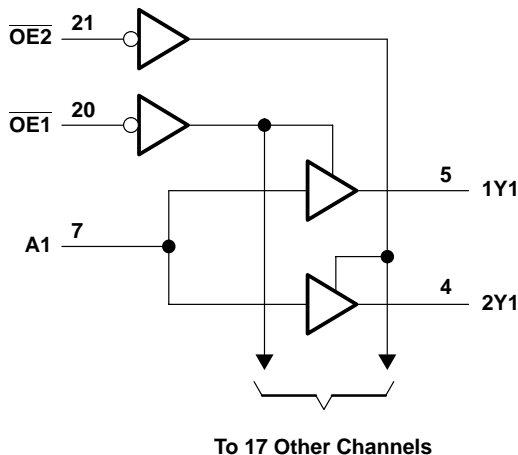 OE2 21
OE1 20
5 1Y1
A1 7
4 2Y1
To 17 Other Channels